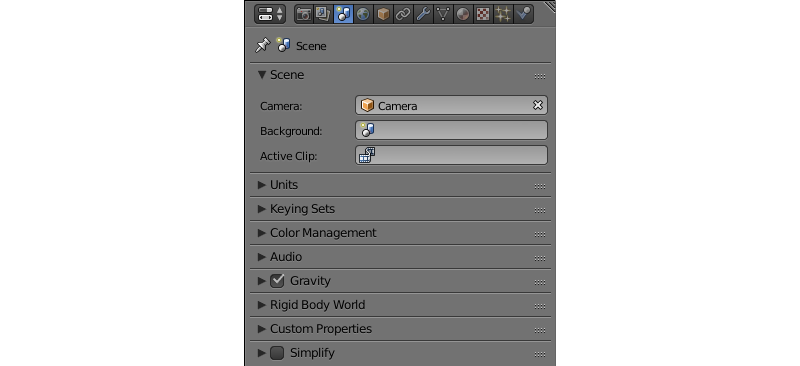 Scene
Scene
Camera: Camera
Background:
Active Clip:
Units
Keying Sets
Color Management
Audio
Gravity
Rigid Body World
Custom Properties
Simplify